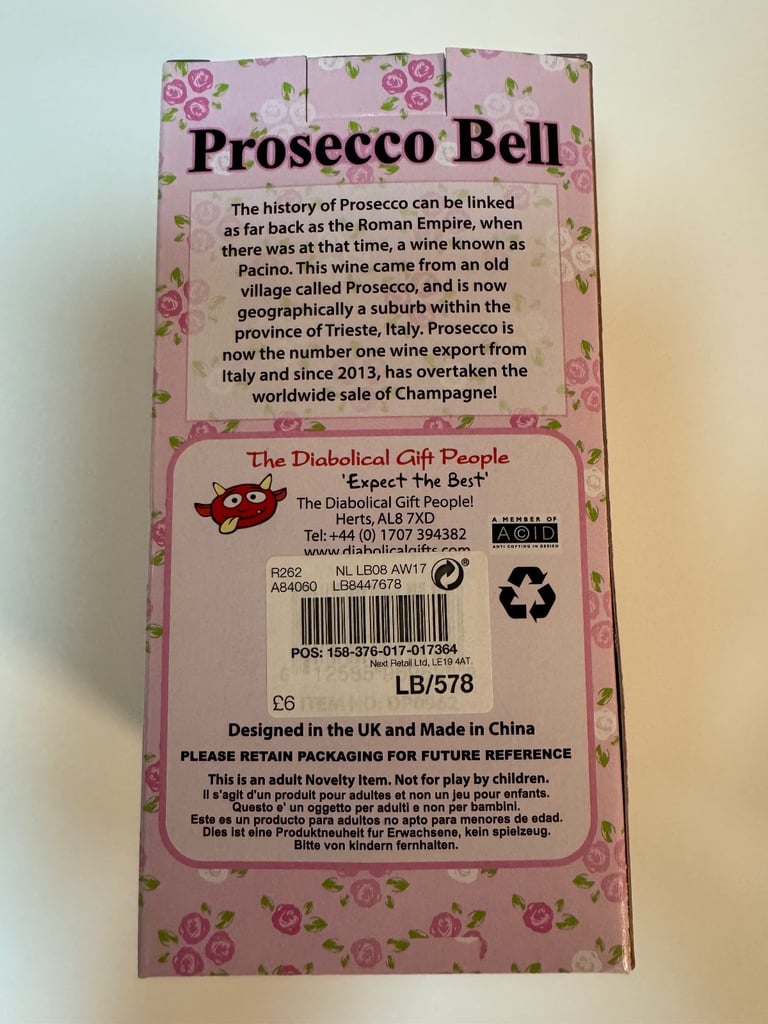 Prosecco Bell
The history of Prosecco can be linked
as far back as the Roman Empire, when
there was at that time, a wine known as
Pacino. This wine came from an old
village called Prosecco, and is now
geographically a suburb within the
province of Trieste, Italy. Prosecco is
now the number one wine export from
Italy and since 2013, has overtaken the
worldwide sale of Champagne!
The Diabolical Gift People
'Expect the Best'
The Diabolical Gift People!
Herts, AL8 7XD
Tel: +44 (0) 1707 394382
www.diabolicalgifts.com
A MEMBER OF
A©ID
ANTI COPYING IN DESIGN
R262 NL LB08 AW17 ®
A84060 LB8447678
POS: 158-376-017-017364
Next Retail Ltd, LE19 4AT.
LB/578
£6
ITEM NO: DP0962
Designed in the UK and Made in China
PLEASE RETAIN PACKAGING FOR FUTURE REFERENCE
This is an adult Novelty Item. Not for play by children.
Il s'agit d'un produit pour adultes et non un jeu pour enfants.
Questo e' un oggetto per adulti e non per bambini.
Este es un producto para adultos no apto para menores de edad.
Dies ist eine Produktneuheit fur Erwachsene, kein spielzeug.
Bitte von kindern fernhalten.